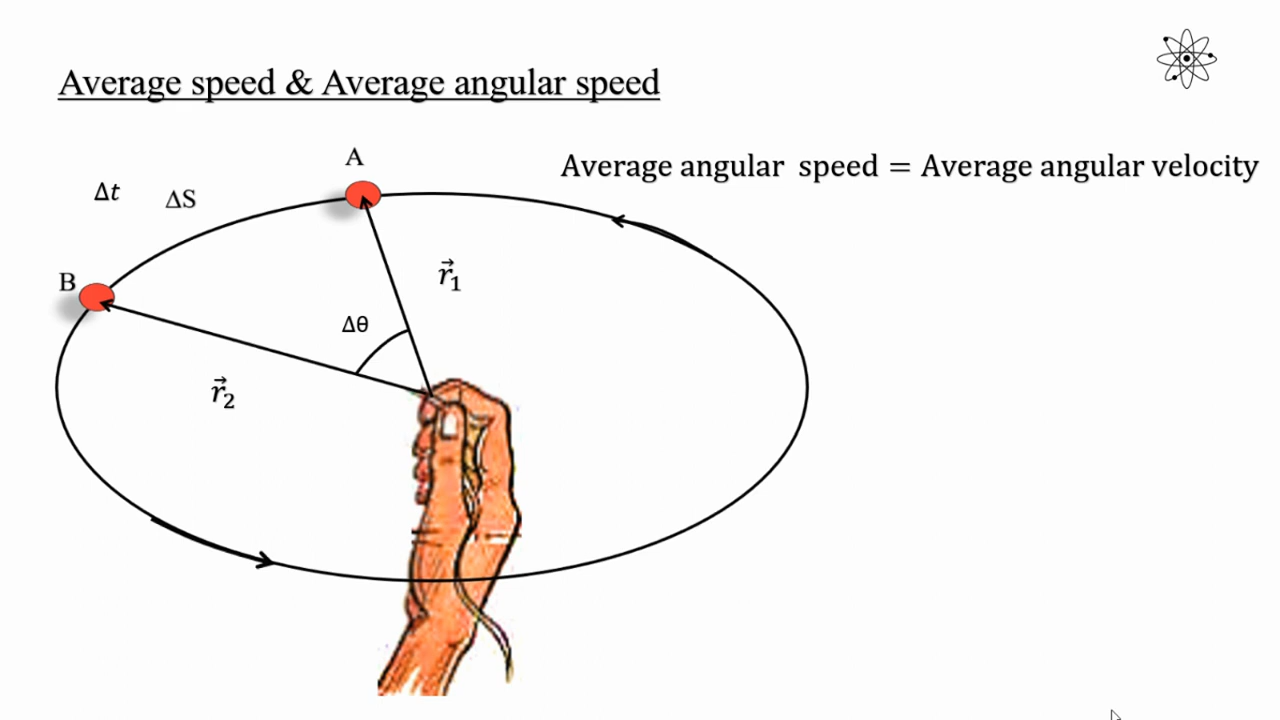 Average speed & Average angular speed
Average angular speed = Average angular velocity
A
Δt ΔS
B
r⃗₁
Δθ
r⃗₂